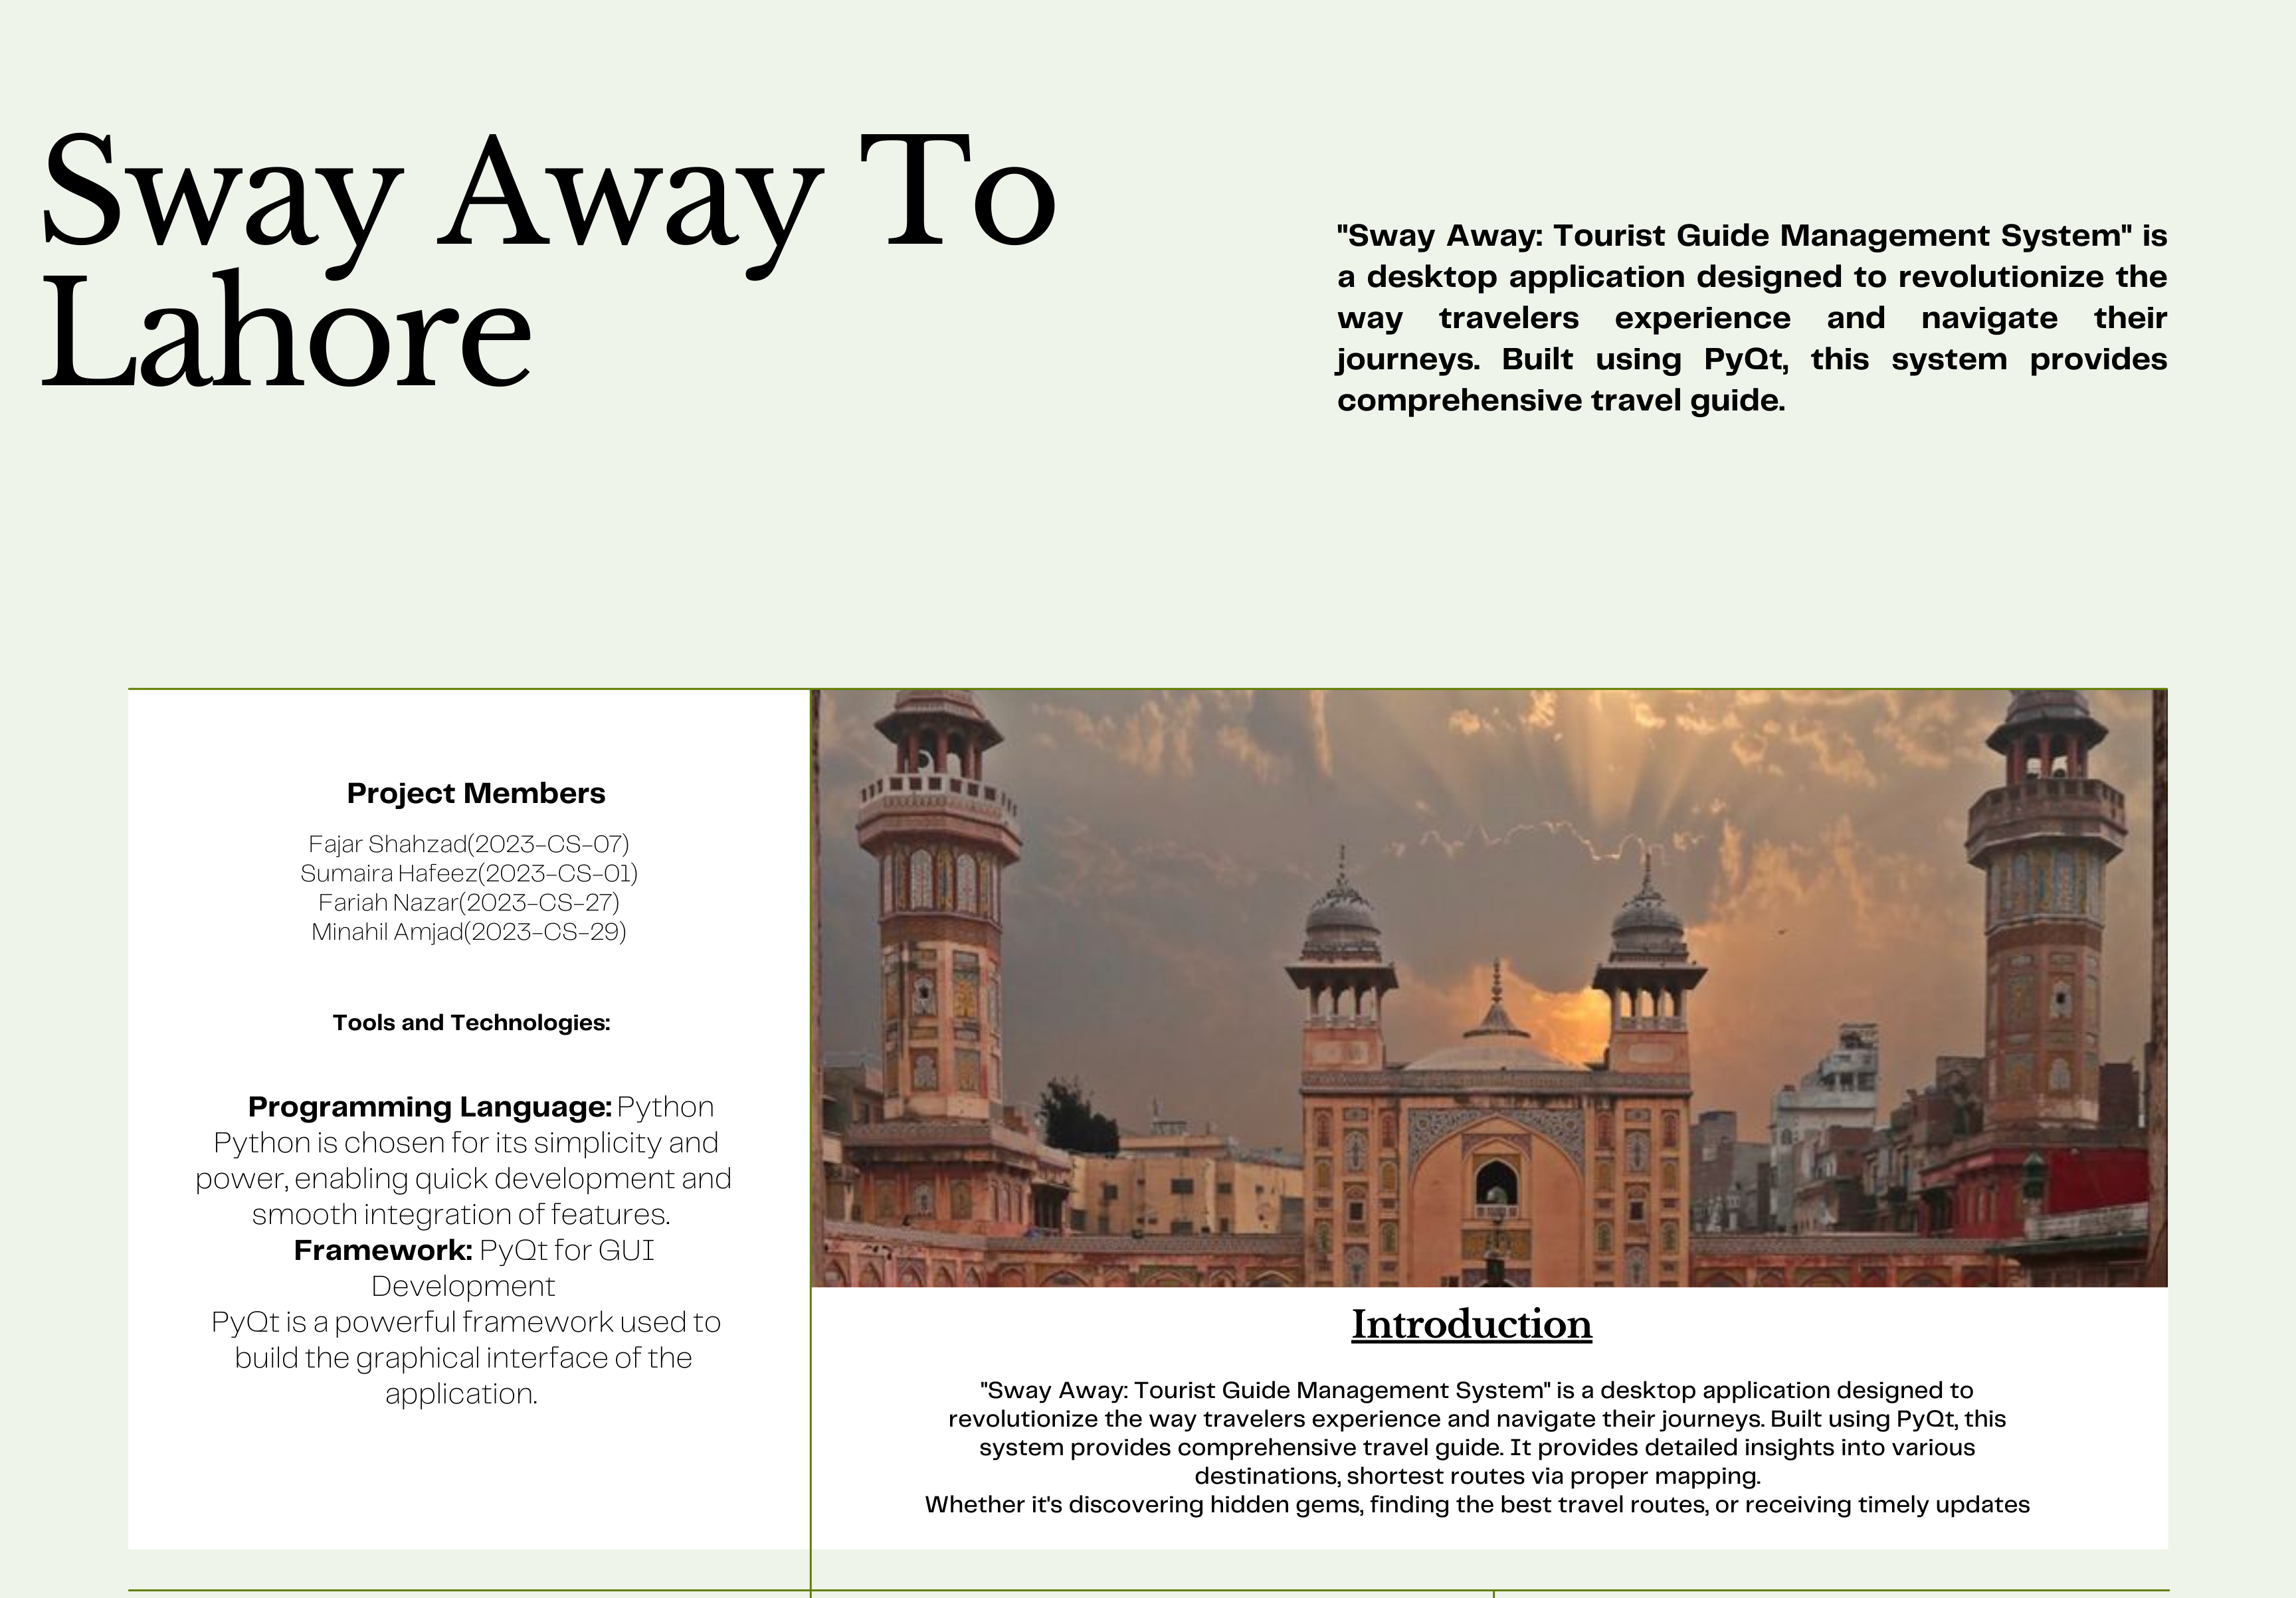 Sway Away To
Lahore
"Sway Away: Tourist Guide Management System" is
a desktop application designed to revolutionize the
way travelers experience and navigate their
journeys. Built using PyQt, this system provides
comprehensive travel guide.
Project Members
Fajar Shahzad(2023-CS-07)
Sumaira Hafeez(2023-CS-01)
Fariah Nazar(2023-CS-27)
Minahil Amjad(2023-CS-29)
Tools and Technologies:
Programming Language: Python
Python is chosen for its simplicity and
power, enabling quick development and
smooth integration of features.
Framework: PyQt for GUI
Development
PyQt is a powerful framework used to
build the graphical interface of the
application.
Introduction
"Sway Away: Tourist Guide Management System" is a desktop application designed to
revolutionize the way travelers experience and navigate their journeys. Built using PyQt, this
system provides comprehensive travel guide. It provides detailed insights into various
destinations, shortest routes via proper mapping.
Whether it's discovering hidden gems, finding the best travel routes, or receiving timely updates